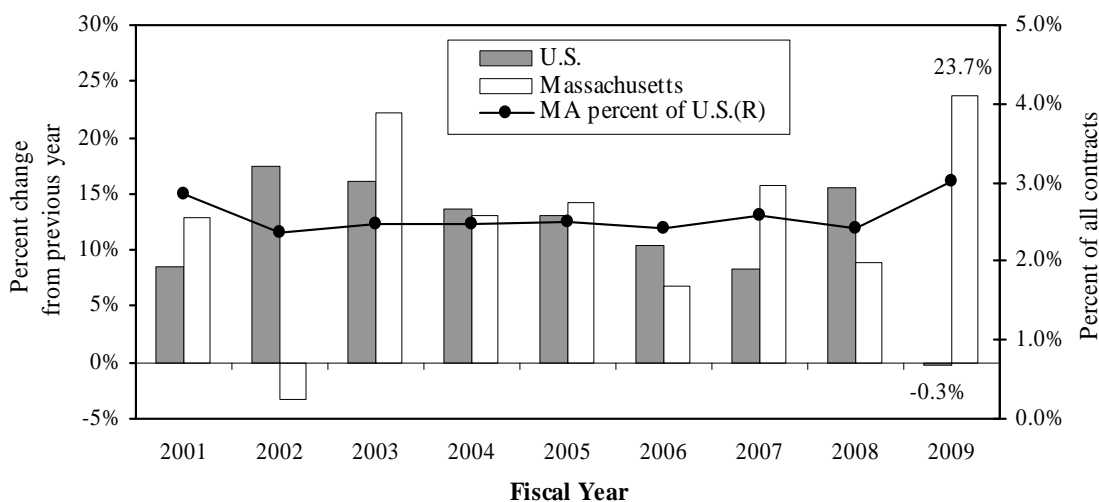 30%
25%
20%
15%
10%
5%
0%
-5%
Percent change
from previous year
U.S.
Massachusetts
MA percent of U.S.(R)
23.7%
-0.3%
5.0%
4.0%
3.0%
2.0%
1.0%
0.0%
Percent of all contracts
2001 2002 2003 2004 2005 2006 2007 2008 2009
Fiscal Year